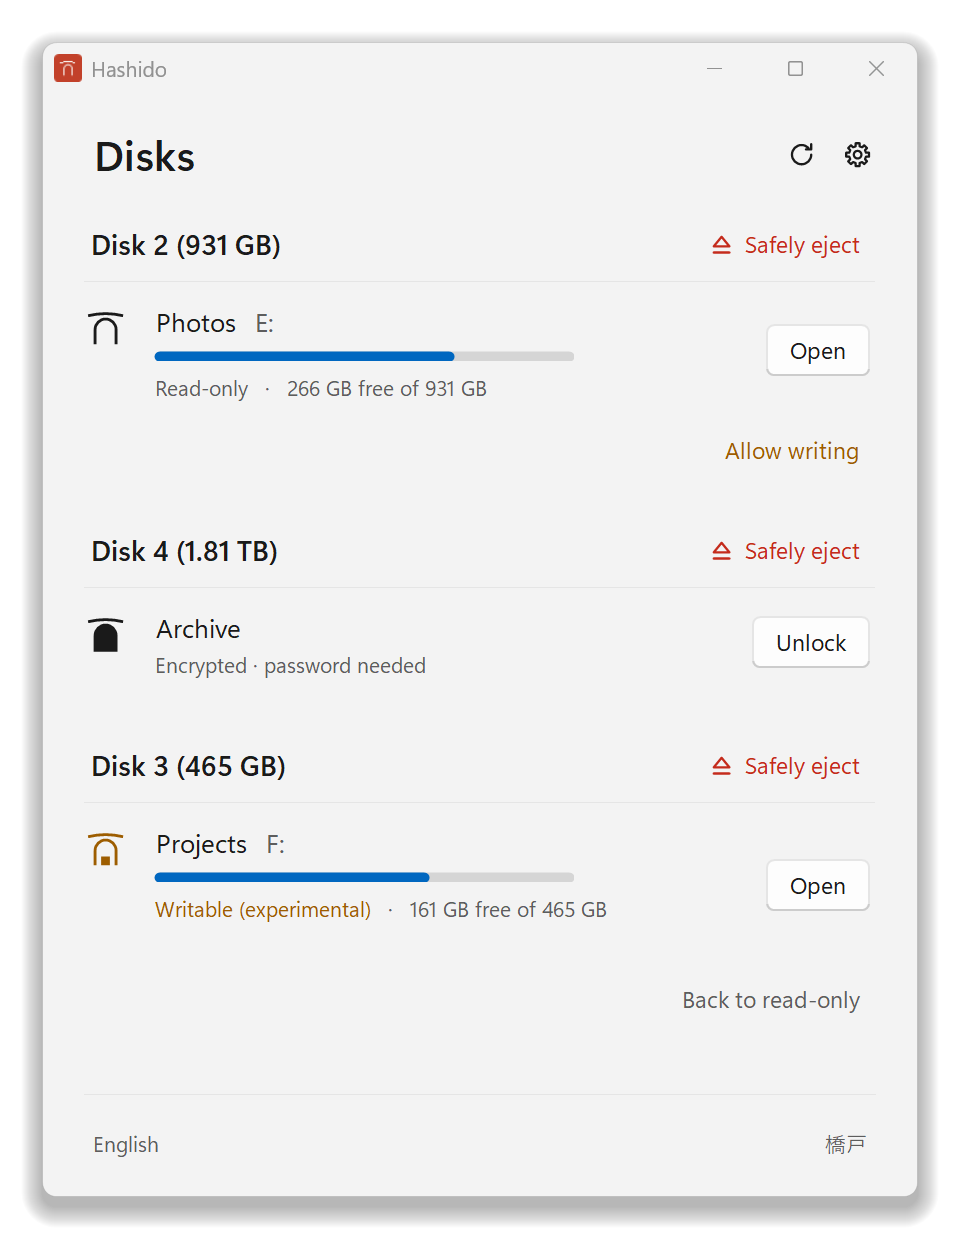 Hashido
Disks
Disk 2 (931 GB)
Safely eject
Photos E:
Open
Read-only · 266 GB free of 931 GB
Allow writing
Disk 4 (1.81 TB)
Safely eject
Archive
Unlock
Encrypted · password needed
Disk 3 (465 GB)
Safely eject
Projects F:
Open
Writable (experimental) · 161 GB free of 465 GB
Back to read-only
English
橋戸